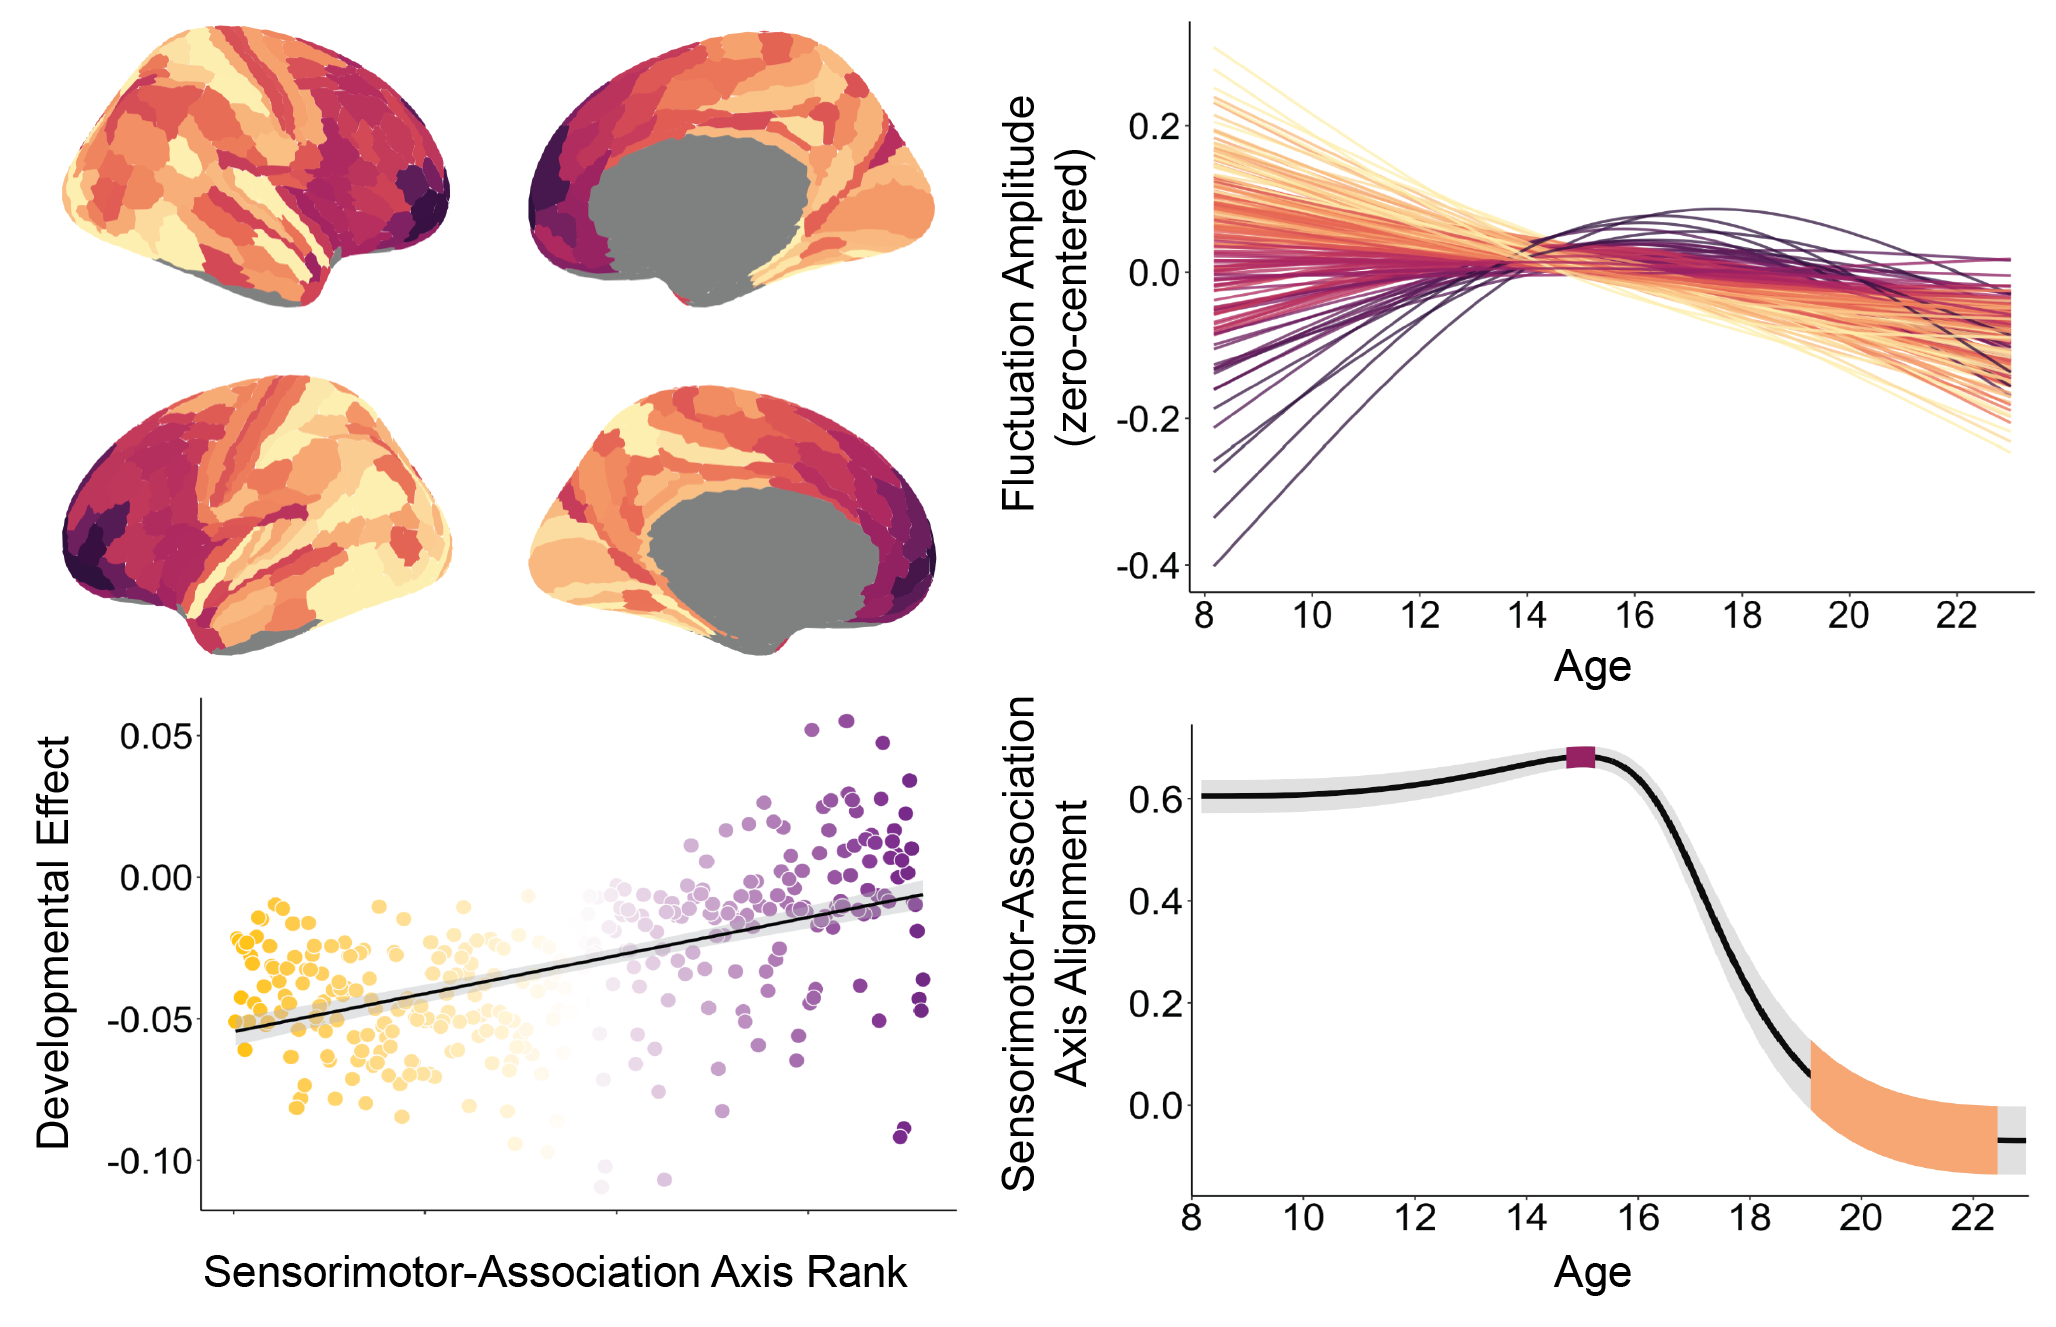 Fluctuation Amplitude
(zero-centered)
0.2
0.0
-0.2
-0.4
8 10 12 14 16 18 20 22
Age
Developmental Effect
0.05
0.00
-0.05
-0.10
Sensorimotor-Association Axis Rank
Sensorimotor-Association
Axis Alignment
0.6
0.4
0.2
0.0
8 10 12 14 16 18 20 22
Age